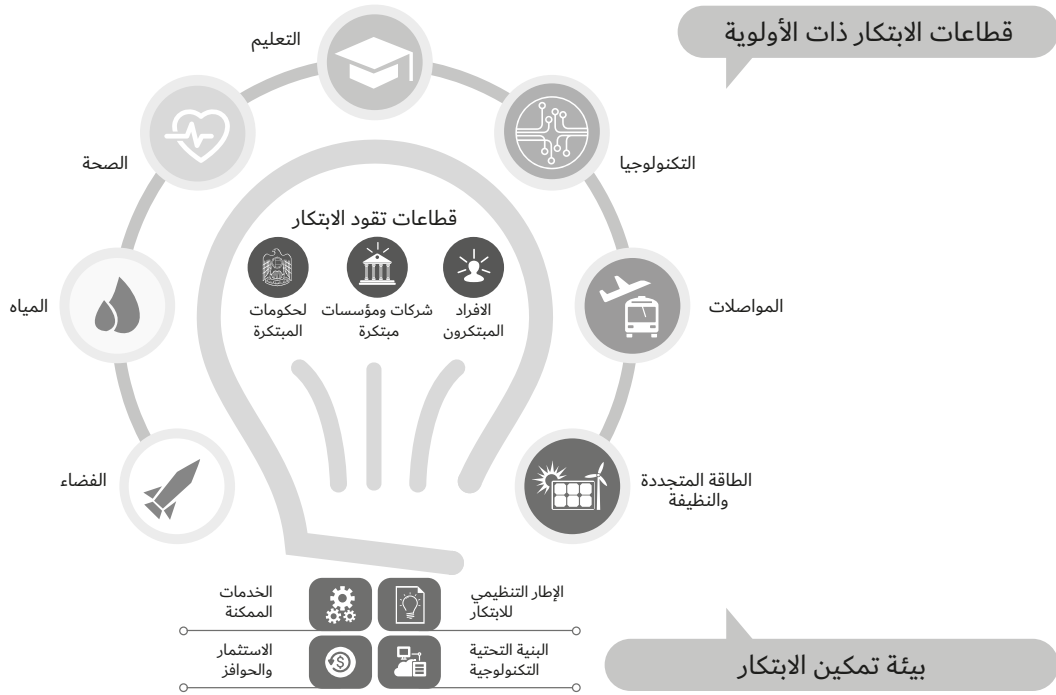 قطاعات الابتكار ذات الأولوية
التعليم
التكنولوجيا
الصحة
المواصلات
المياه
الطاقة المتجددة
والنظيفة
الفضاء
قطاعات تقود الابتكار
الافراد
المبتكرون
شركات ومؤسسات
مبتكرة
لحكومات
المبتكرة
الإطار التنظيمي
للابتكار
الخدمات
الممكنة
البنية التحتية
التكنولوجية
الاستثمار
والحوافز
بيئة تمكين الابتكار